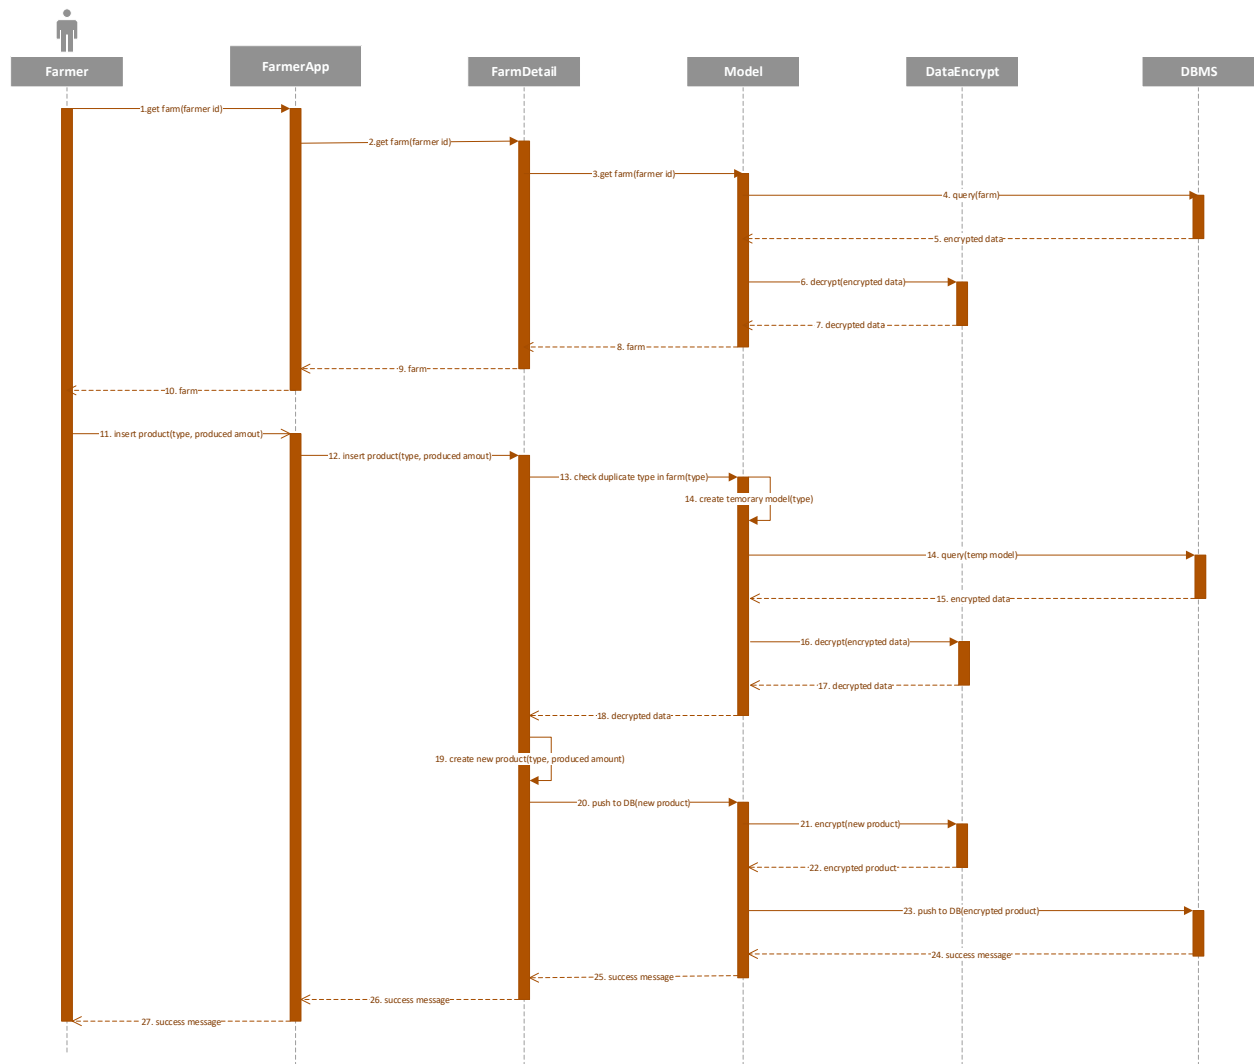 Farmer
FarmerApp
FarmDetail
Model
DataEncrypt
DBMS
1.get farm(farmer id)
2.get farm(farmer id)
3.get farm(farmer id)
4. query(farm)
5. encrypted data
6. decrypt(encrypted data)
7. decrypted data
8. farm
9. farm
10. farm
11. insert product(type, produced amout)
12. insert product(type, produced amout)
13. check duplicate type in farm(type)
14. create temorary model(type)
14. query(temp model)
15. encrypted data
16. decrypt(encrypted data)
17. decrypted data
18. decrypted data
19. create new product(type, produced amount)
20. push to DB(new product)
21. encrypt(new product)
22. encrypted product
23. push to DB(encrypted product)
24. success message
25. success message
26. success message
27. success message